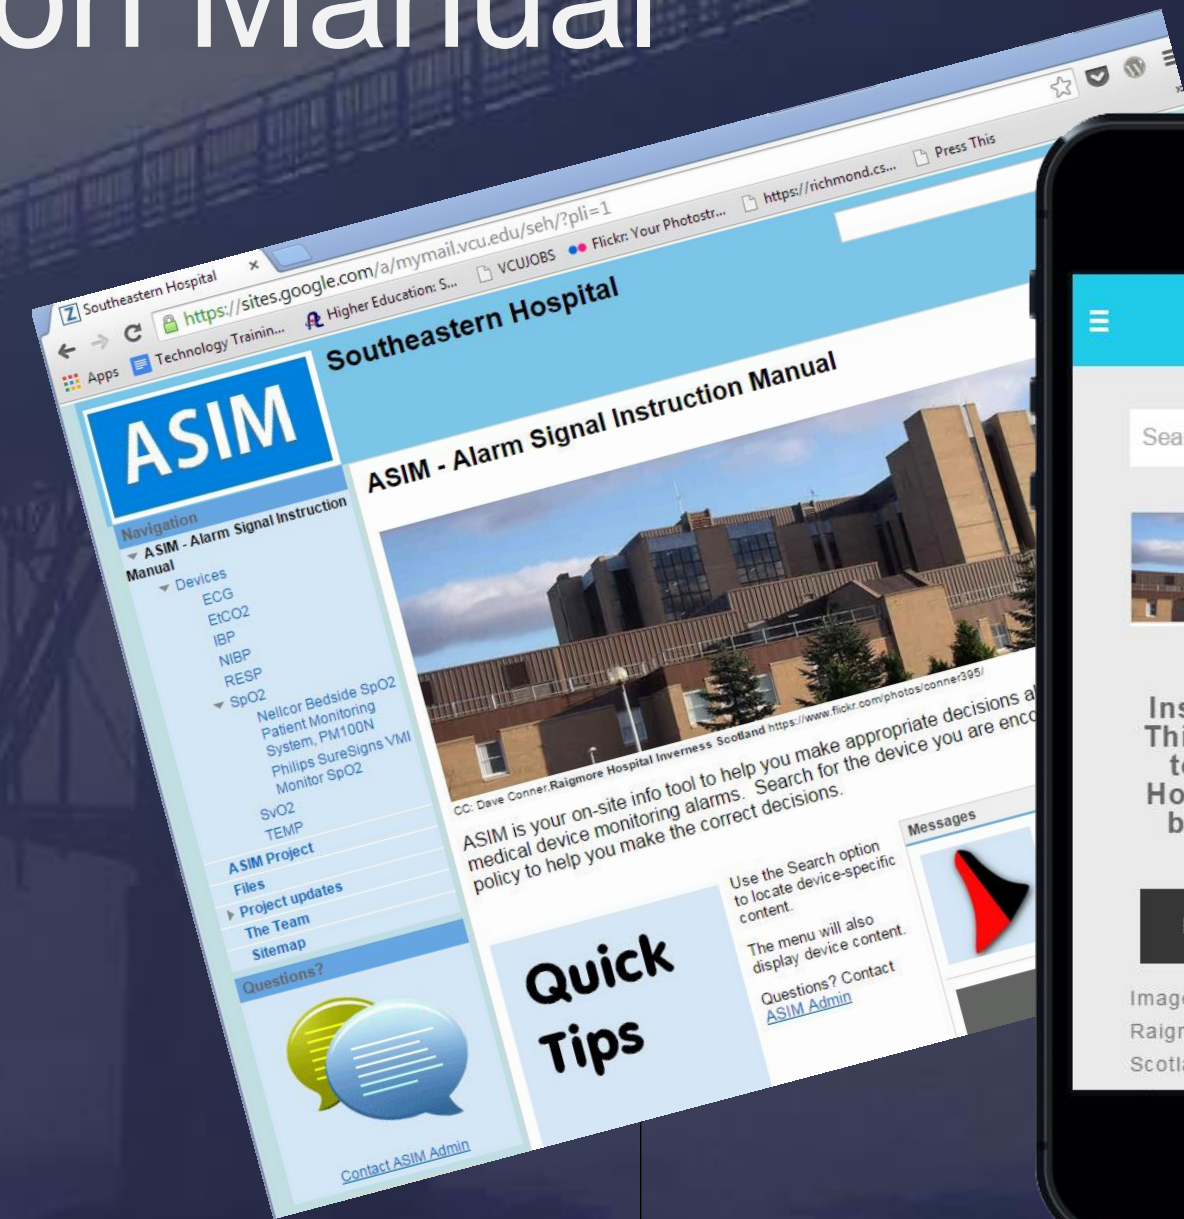 on Manual
Southeastern Hospital
https://sites.google.com/a/mymail.vcu.edu/seh/?pli=1
Apps
Technology Trainin...
Higher Education: S...
VCUJOBS
Flickr: Your Photostr...
https://richmond.cs...
Press This
ASIM
Southeastern Hospital
Navigation
ASIM - Alarm Signal Instruction
Manual
Devices
ECG
EtCO2
IBP
NIBP
RESP
SpO2
Nellcor Bedside SpO2
Patient Monitoring
System, PM100N
Philips SureSigns VMI
Monitor SpO2
SvO2
TEMP
ASIM Project
Files
Project updates
The Team
Sitemap
Questions?
Contact ASIM Admin
ASIM - Alarm Signal Instruction Manual
CC: Dave Conner.Raigmore Hospital Inverness Scotland https://www.flickr.com/photos/conner395/
ASIM is your on-site info tool to help you make appropriate decisions a
medical device monitoring alarms. Search for the device you are enco
policy to help you make the correct decisions.
Quick
Tips
Use the Search option
to locate device-specific
content.
The menu will also
display device content.
Questions? Contact
ASIM Admin
Messages
Sea
Ins
Thi
to
Ho
b
Imag
Raig
Scotla